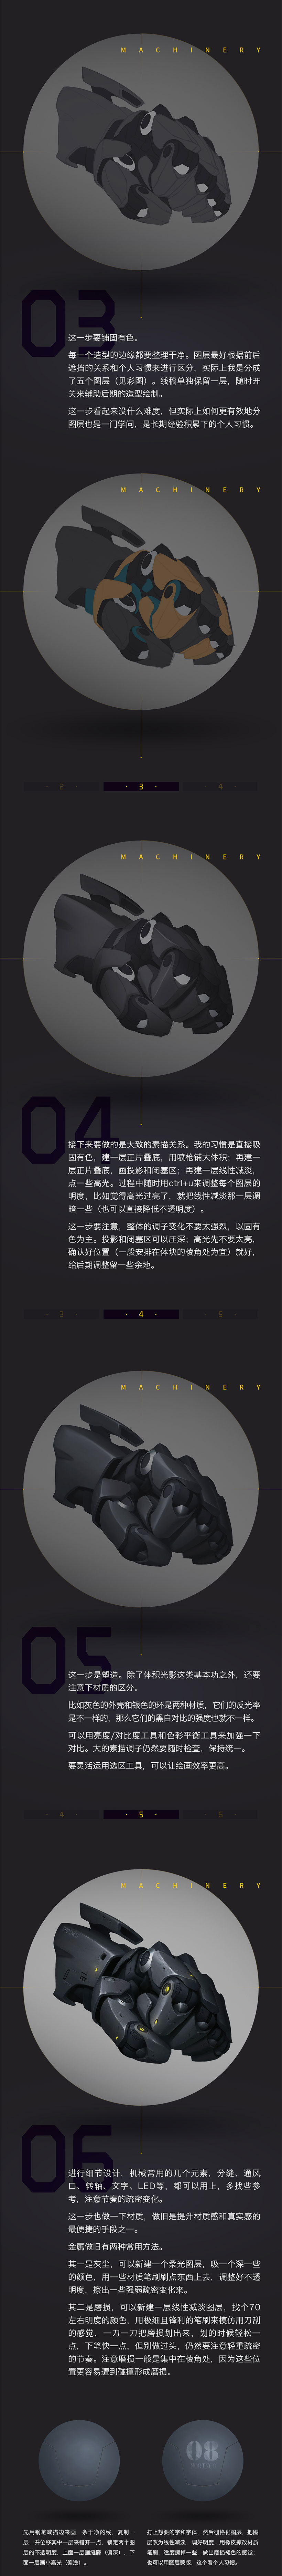 MACHINERY
03
这一步要铺固有色。
每一个造型的边缘都要整理干净。图层最好根据前后
遮挡的关系和个人习惯来进行区分，实际上我是分成
了五个图层（见彩图）。线稿单独保留一层，随时开
关来辅助后期的造型绘制。
这一步看起来没什么难度，但实际上如何更有效地分
图层也是一门学问，是长期经验积累下的个人习惯。
MACHINERY
2 · 3 · 4
MACHINERY
04
接下来要做的是大致的素描关系。我的习惯是直接吸
固有色，建一层正片叠底，用喷枪铺大体积；再建一
层正片叠底，画投影和闭塞区；再建一层线性减淡，
点一些高光。过程中随时用ctrl+u来调整每个图层的
明度，比如觉得高光过亮了，就把线性减淡那一层调
暗一些（也可以直接降低不透明度）。
这一步要注意，整体的调子变化不要太强烈，以固有
色为主。投影和闭塞区可以压深；高光先不要太亮，
确认好位置（一般安排在体块的棱角处为宜）就好，
给后期调整留一些余地。
3 · 4 · 5
MACHINERY
05
这一步是塑造。除了体积光影这类基本功之外，还要
注意下材质的区分。
比如灰色的外壳和银色的环是两种材质，它们的反光率
是不一样的，那么它们的黑白对比的强度也就不一样。
可以用亮度/对比度工具和色彩平衡工具来加强一下
对比。大的素描调子仍然要随时检查，保持统一。
要灵活运用选区工具，可以让绘画效率更高。
4 · 5 · 6
MACHINERY
06
进行细节设计，机械常用的几个元素，分缝、通风
口、转轴、文字、LED等，都可以用上，多找些参
考，注意节奏的疏密变化。
这一步也做一下材质，做旧是提升材质感和真实感的
最便捷的手段之一。
金属做旧有两种常用方法。
其一是灰尘，可以新建一个柔光图层，吸一个深一些
的颜色，用一些材质笔刷刷点东西上去，调整好不透
明度，擦出一些强弱疏密变化来。
其二是磨损，可以新建一层线性减淡图层，找个70
左右明度的颜色，用极细且锋利的笔刷来模仿用刀刮
的感觉，一刀一刀把磨损划出来，划的时候轻松一
点，下笔快一点，但别做过头，仍然要注意轻重疏密
的节奏。注意磨损一般是集中在棱角处，因为这些位
置更容易遭到碰撞形成磨损。
08
先用钢笔或描边来画一条干净的线，复制一
层，并位移其中一层来错开一点，锁定两个图
层的不透明度，上面一层画缝隙（偏深），下
面一层画小高光（偏浅）。
打上想要的字和字体，然后栅格化图层，把图
层改为线性减淡，调好明度，用橡皮擦改材质
笔刷，适度擦掉一些，做出磨损褪色的感觉；
也可以用图层蒙版，这个看个人习惯。